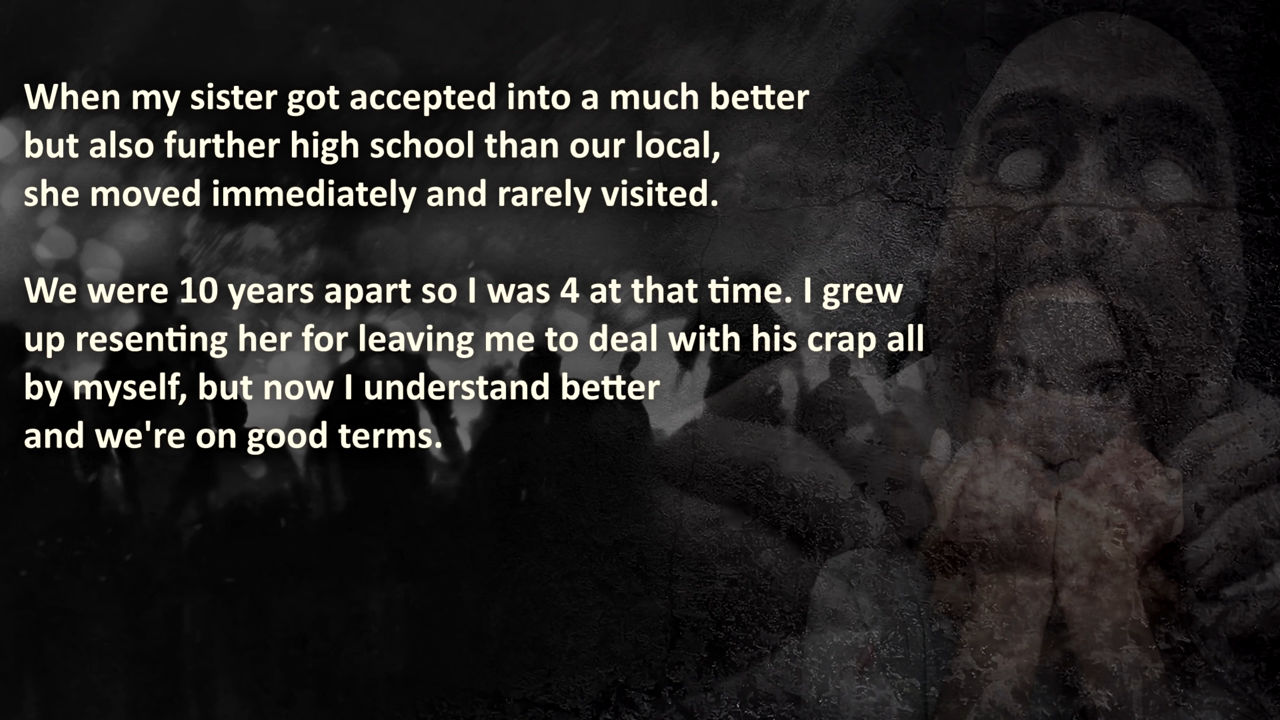 When my sister got accepted into a much better
but also further high school than our local,
she moved immediately and rarely visited.
We were 10 years apart so I was 4 at that time. I grew
up resenting her for leaving me to deal with his crap all
by myself, but now I understand better
and we're on good terms.